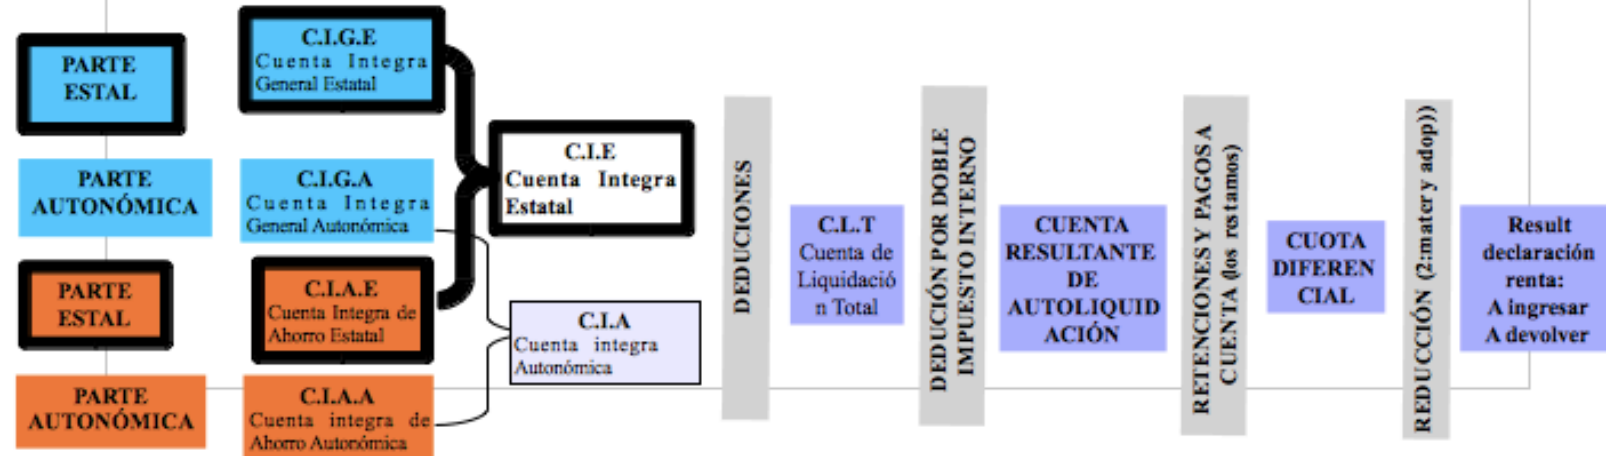 PARTE
ESTAL
PARTE
AUTONÓMICA
PARTE
ESTAL
PARTE
AUTONÓMICA
C.I.G.E
Cuenta Integra
General Estatal
C.I.G.A
Cuenta Integra
General Autonómica
C.I.A.E
Cuenta Integra de
Ahorro Estatal
C.I.A.A
Cuenta integra de
Ahorro Autonómica
C.I.E
Cuenta Integra
Estatal
C.I.A
Cuenta integra
Autonómica
DEDUCIONES
C.L.T
Cuenta de
Liquidació
n Total
DEDUCIÓN POR DOBLE
IMPUESTO INTERNO
CUENTA
RESULTANTE
DE
AUTOLIQUID
ACIÓN
RETENCIONES Y PAGOS A
CUENTA (los restamos)
CUOTA
DIFEREN
CIAL
REDUCCIÓN (2:mater y adop))
Result
declaración
renta:
A ingresar
A devolver